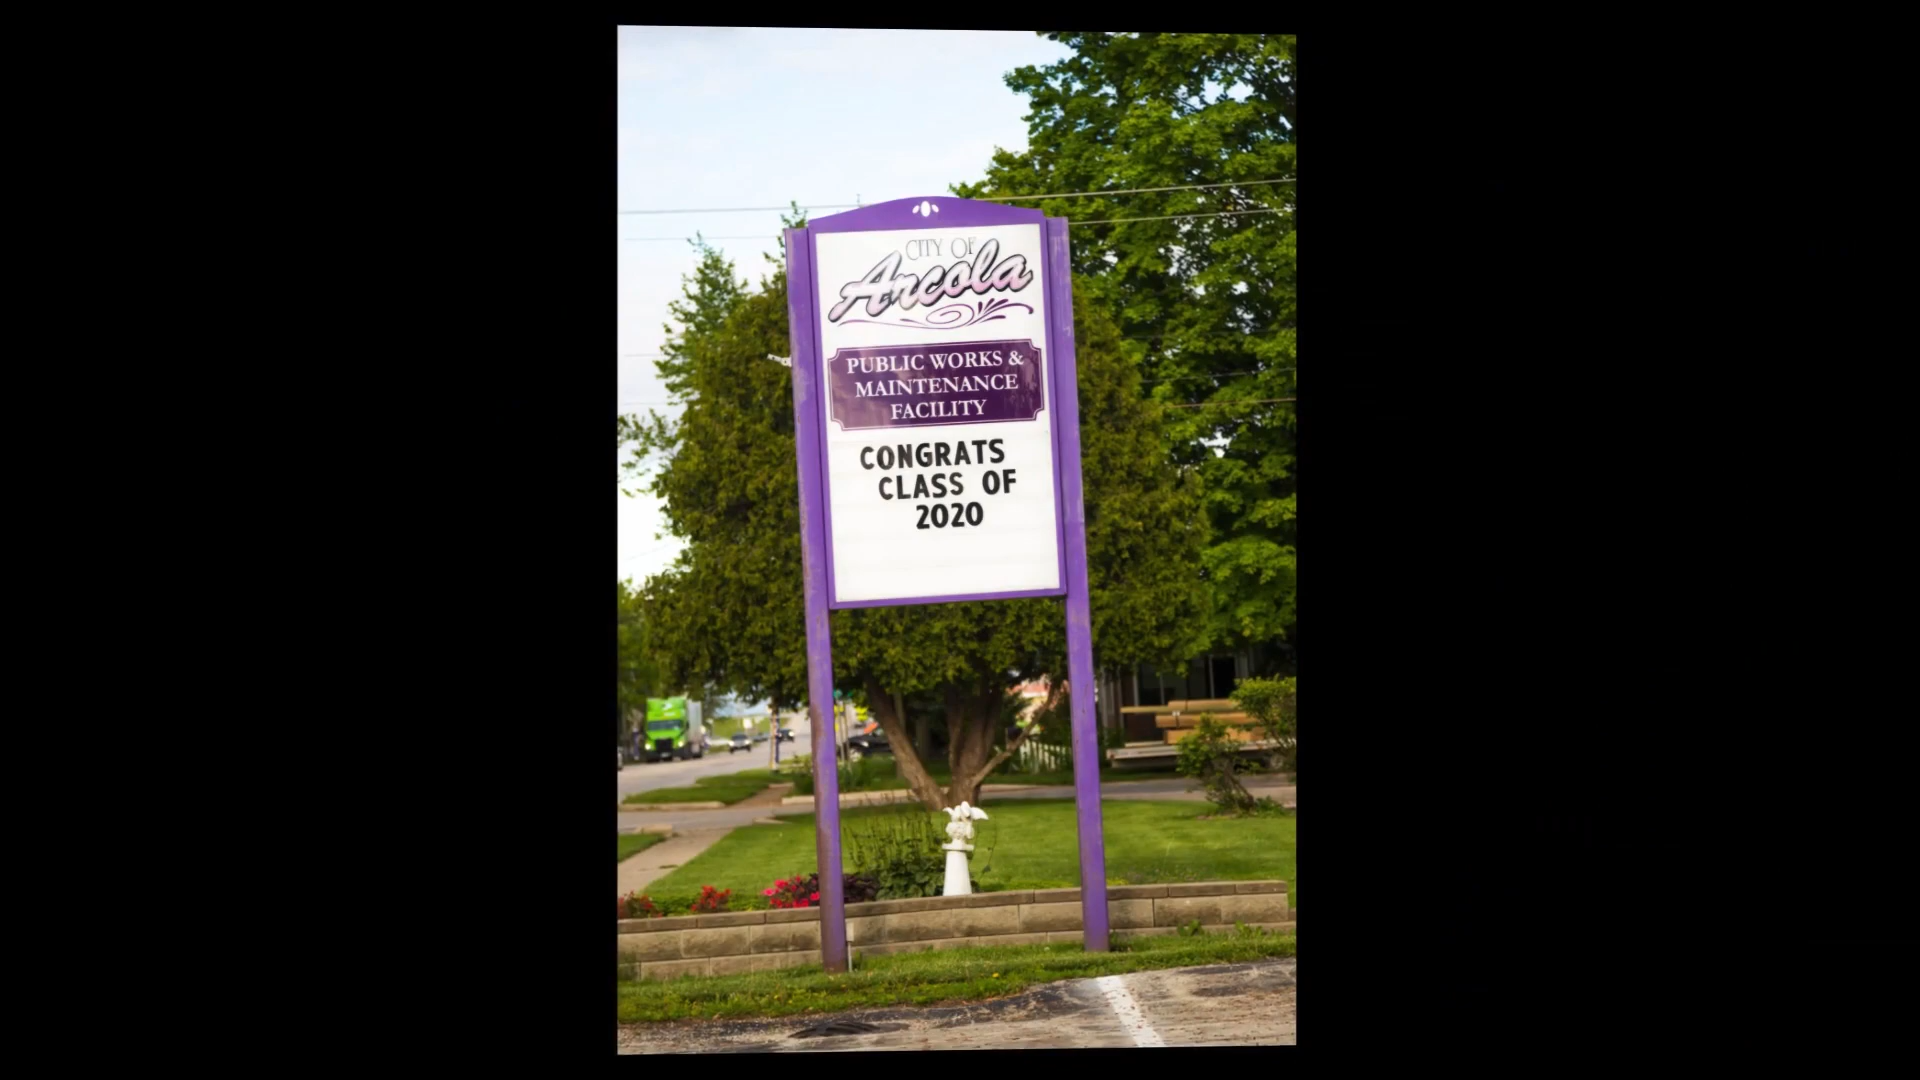 CITY OF
Arcola
PUBLIC WORKS &
MAINTENANCE
FACILITY
CONGRATS
CLASS OF
2020